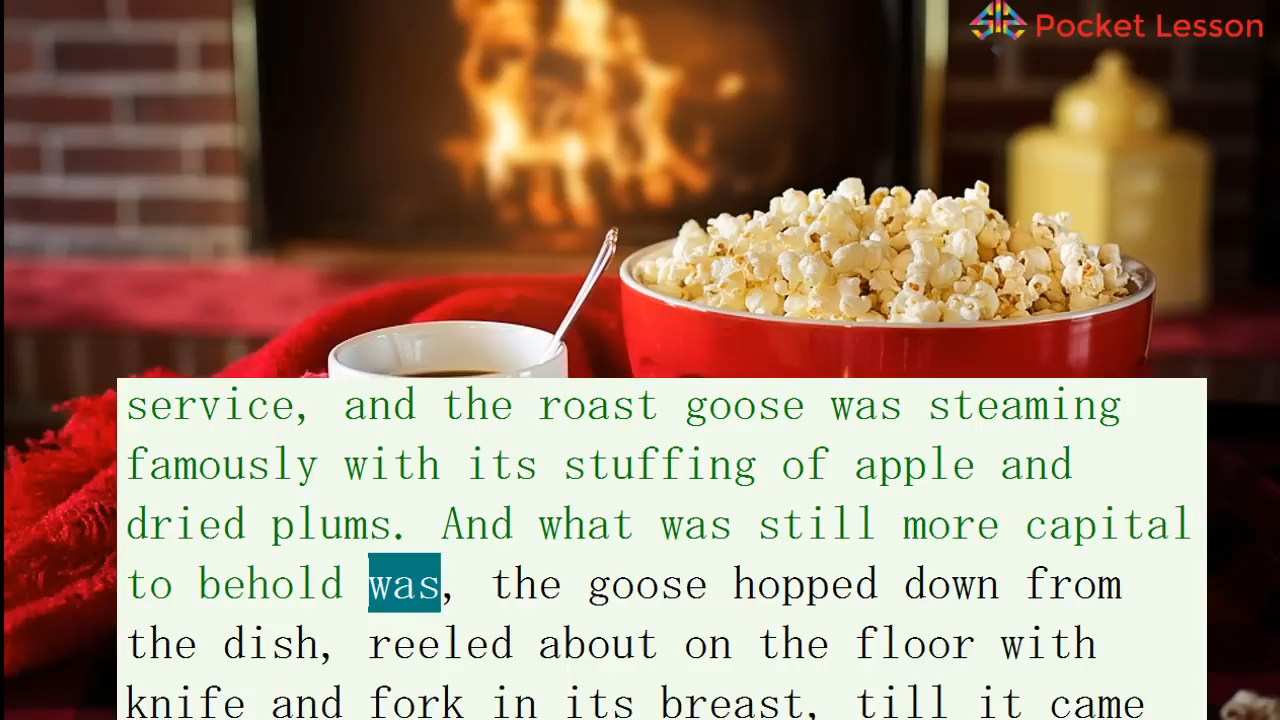 Pocket Lesson
service, and the roast goose was steaming
famously with its stuffing of apple and
dried plums. And what was still more capital
to behold was, the goose hopped down from
the dish, reeled about on the floor with
knife and fork in its breast, till it came